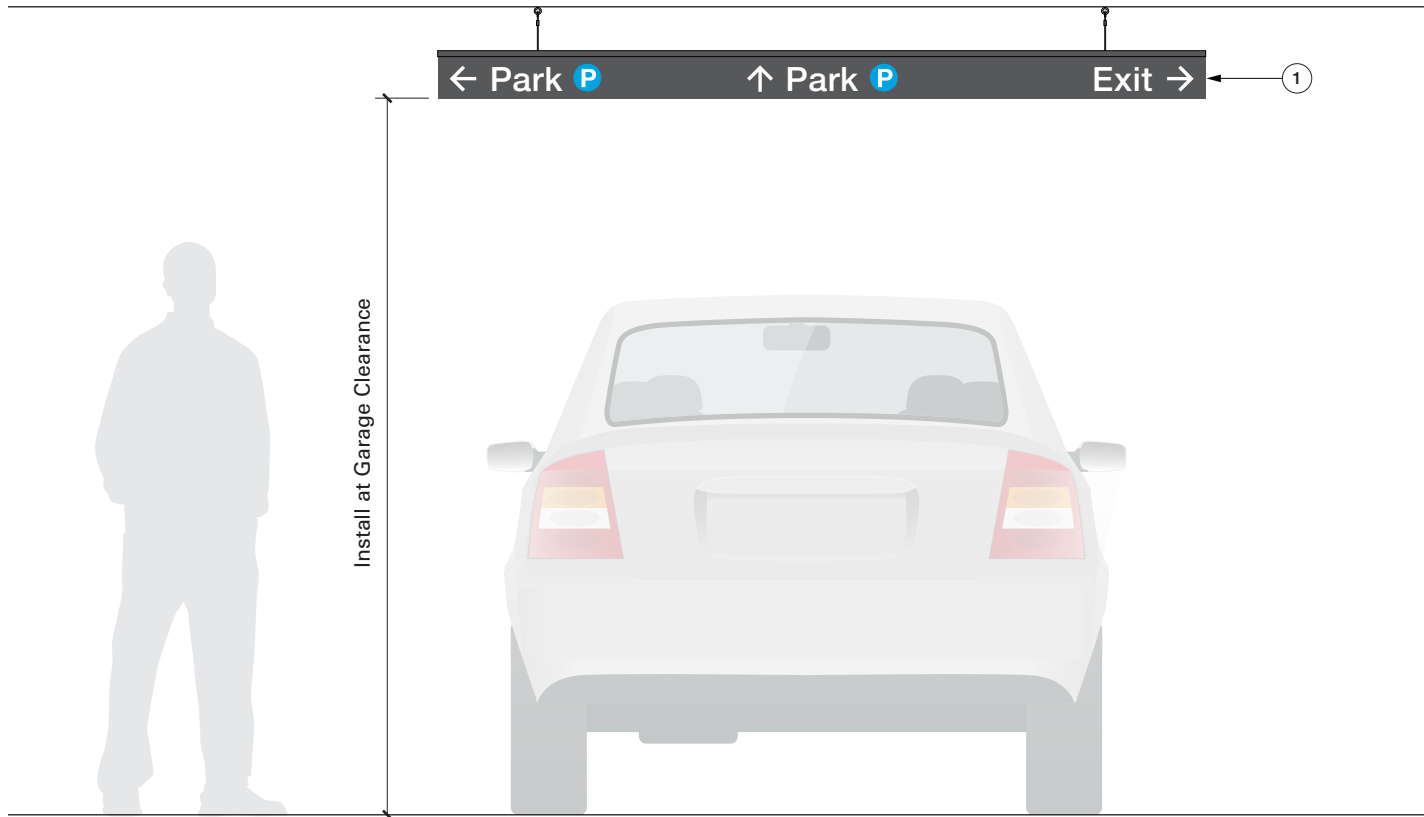 ← Park P ↑ Park P Exit →
1
Install at Garage Clearance